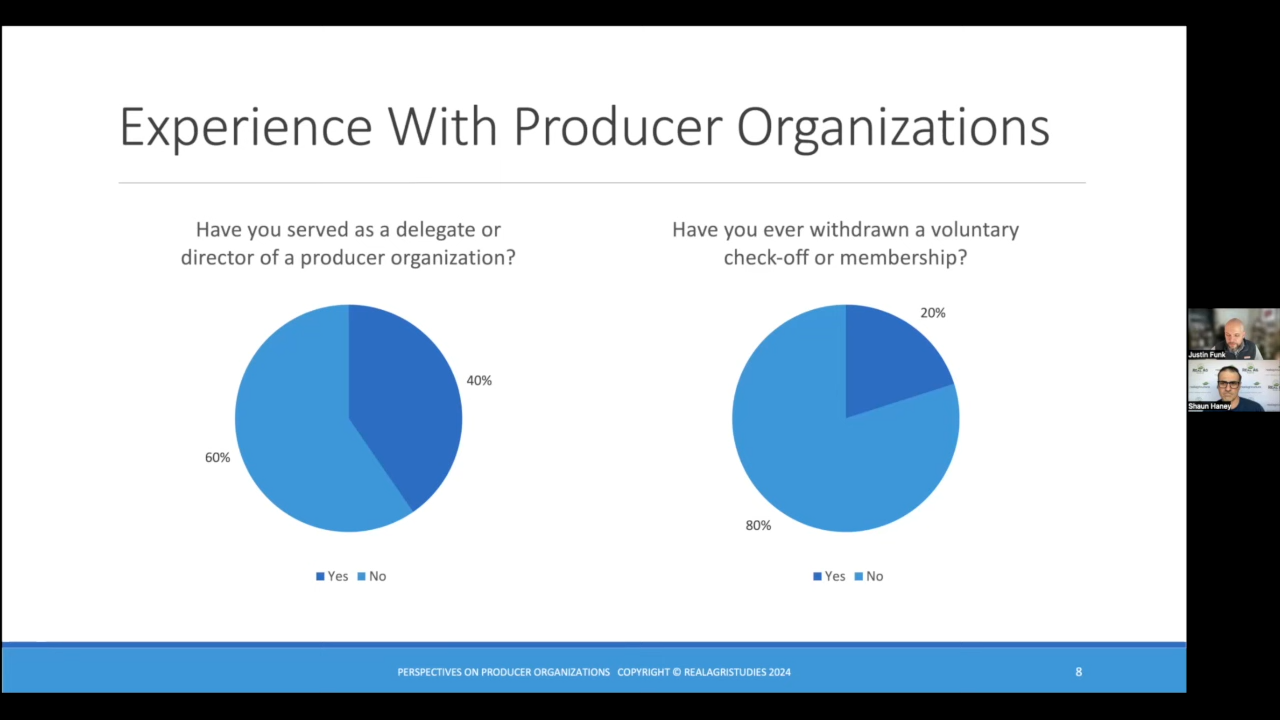 Experience With Producer Organizations
Have you served as a delegate or
director of a producer organization?
40%
60%
Yes No
Have you ever withdrawn a voluntary
check-off or membership?
20%
80%
Yes No
PERSPECTIVES ON PRODUCER ORGANIZATIONS COPYRIGHT © REALAGRISTUDIES 2024
8
Justin Funk
Shaun Haney